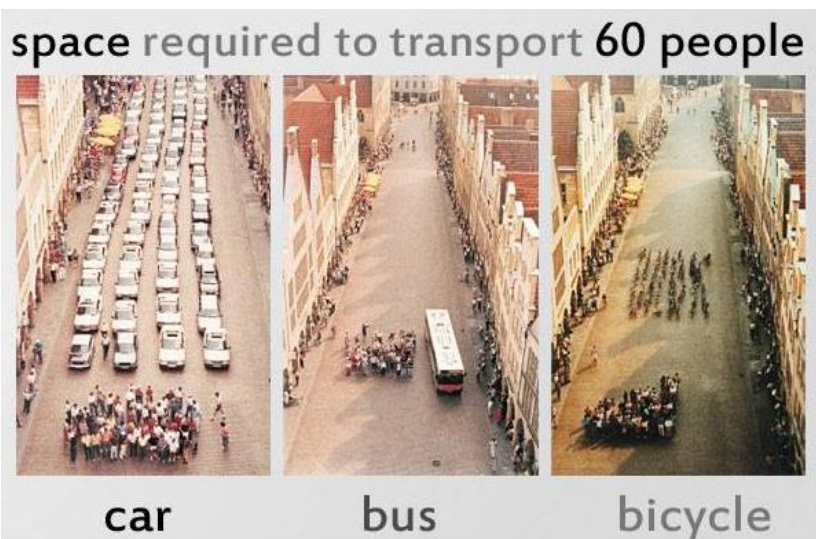 space required to transport 60 people
car
bus
bicycle